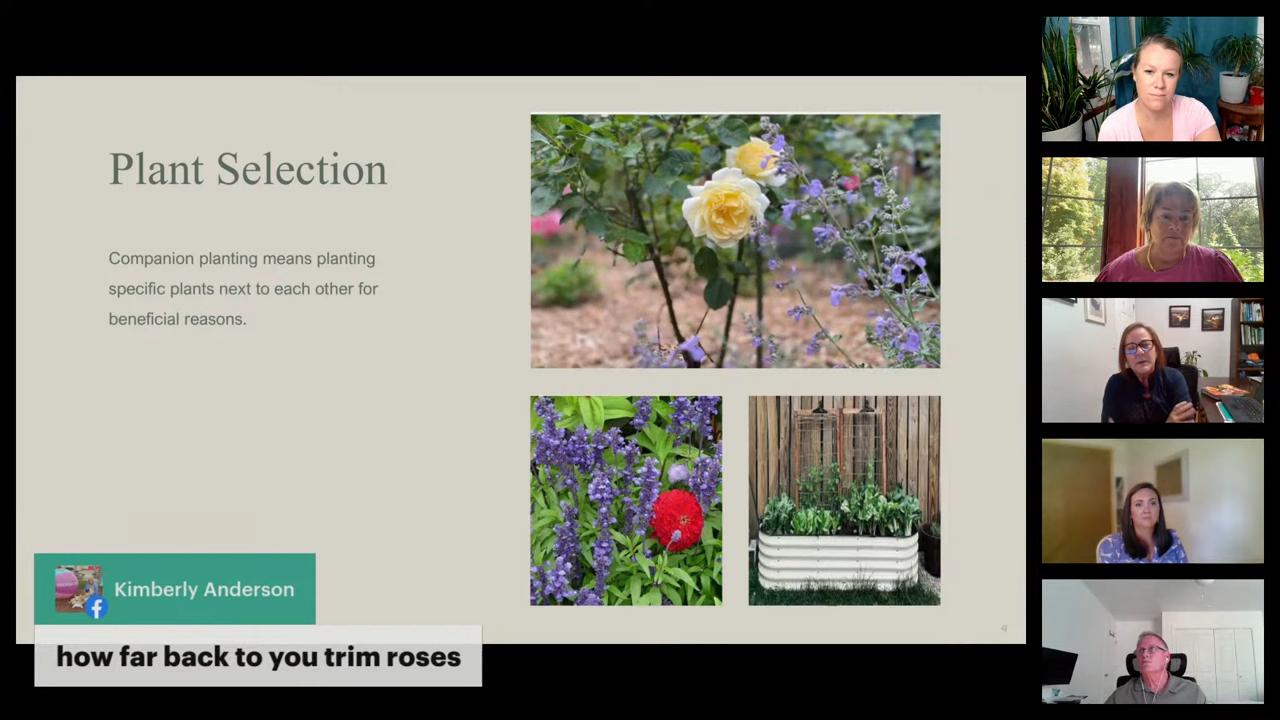 Plant Selection
Companion planting means planting
specific plants next to each other for
beneficial reasons.
4
Kimberly Anderson
how far back to you trim roses